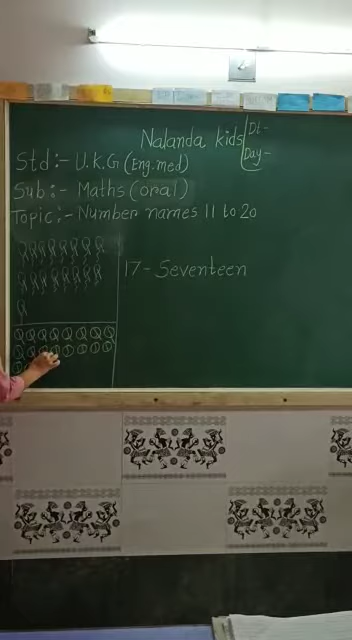 Nalanda kids
Dt-
Day-
Std:- U.K.G (Eng.med)
Sub:- Maths (oral)
Topic:- Number names 11 to 20
17- Seventeen